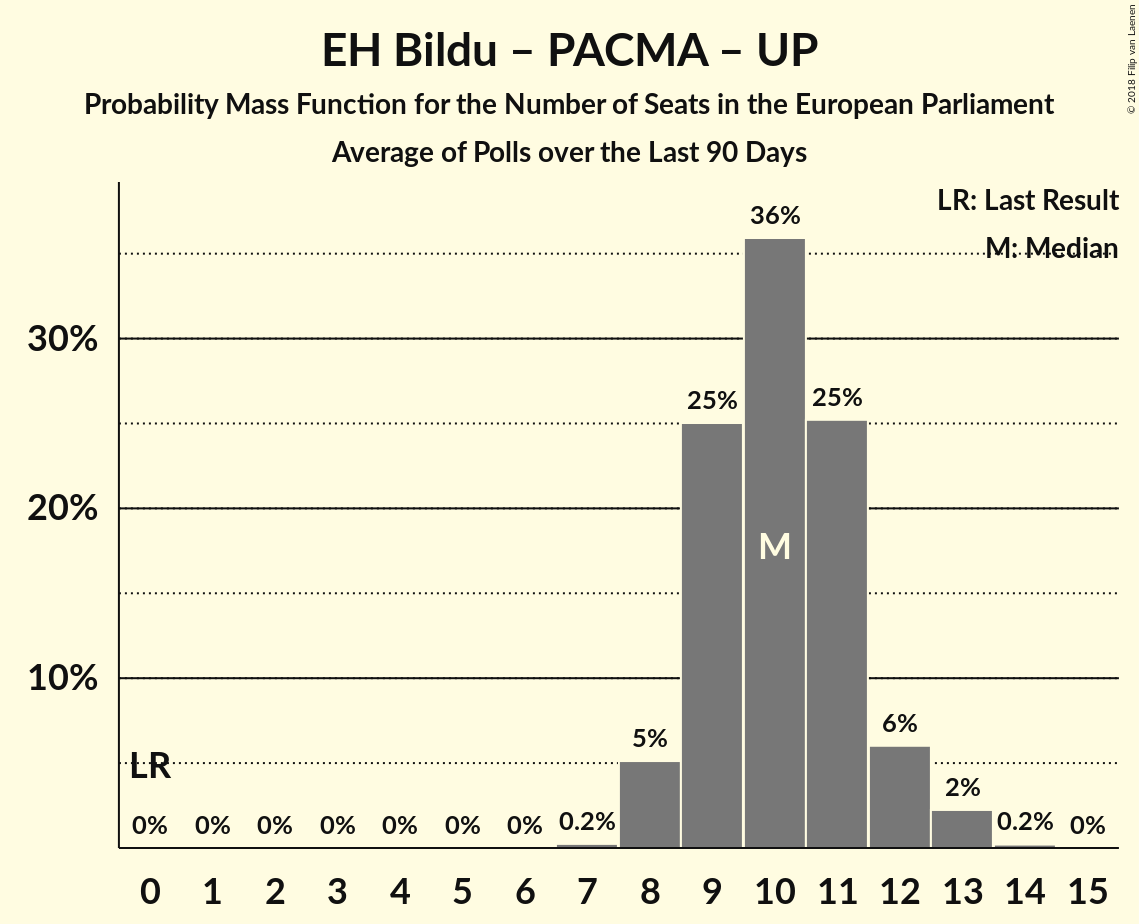 EH Bildu – PACMA – UP
Probability Mass Function for the Number of Seats in the European Parliament
Average of Polls over the Last 90 Days
© 2018 Filip van Laenen
LR: Last Result
M: Median
36%
30%
25%
25%
20%
M
10%
6%
5%
LR
2%
0%
0%
0%
0%
0%
0%
0%
0.2%
0.2%
0%
0 1 2 3 4 5 6 7 8 9 10 11 12 13 14 15